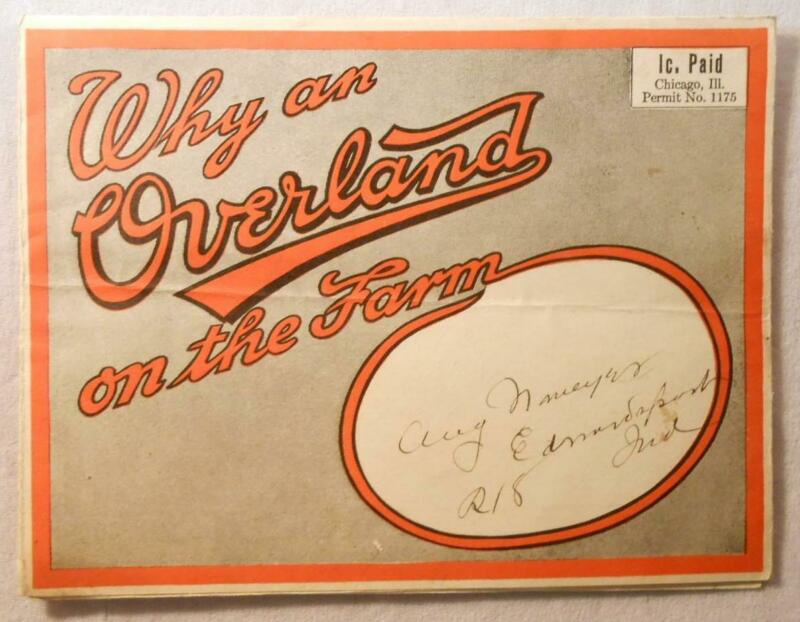 Why an
Overland
on the Farm
1c. Paid
Chicago, Ill.
Permit No. 1175
Aug
Edwardsport
Ind
R18